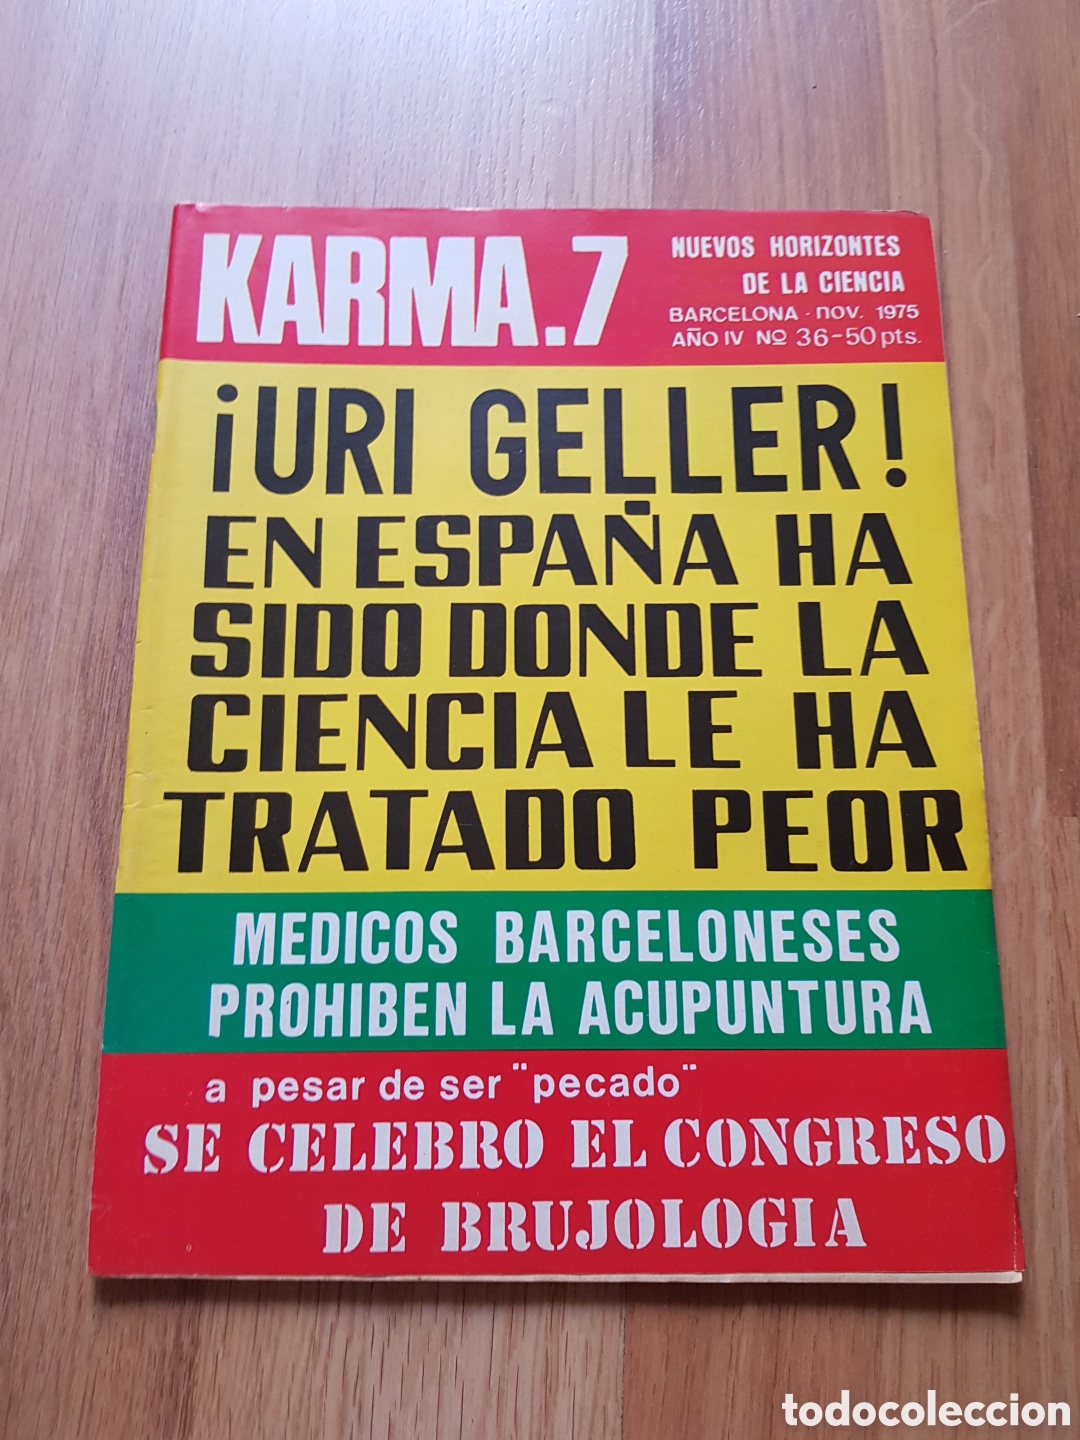 KARMA.7
NUEVOS HORIZONTES
DE LA CIENCIA
BARCELONA · nov. 1975
AÑO IV Nº 36-50 pts.
¡URI GELLER!
EN ESPAÑA HA
SIDO DONDE LA
CIENCIA LE HA
TRATADO PEOR
MEDICOS BARCELONESES
PROHIBEN LA ACUPUNTURA
a pesar de ser "pecado"
SE CELEBRO EL CONGRESO
DE BRUJOLOGIA
todocoleccion